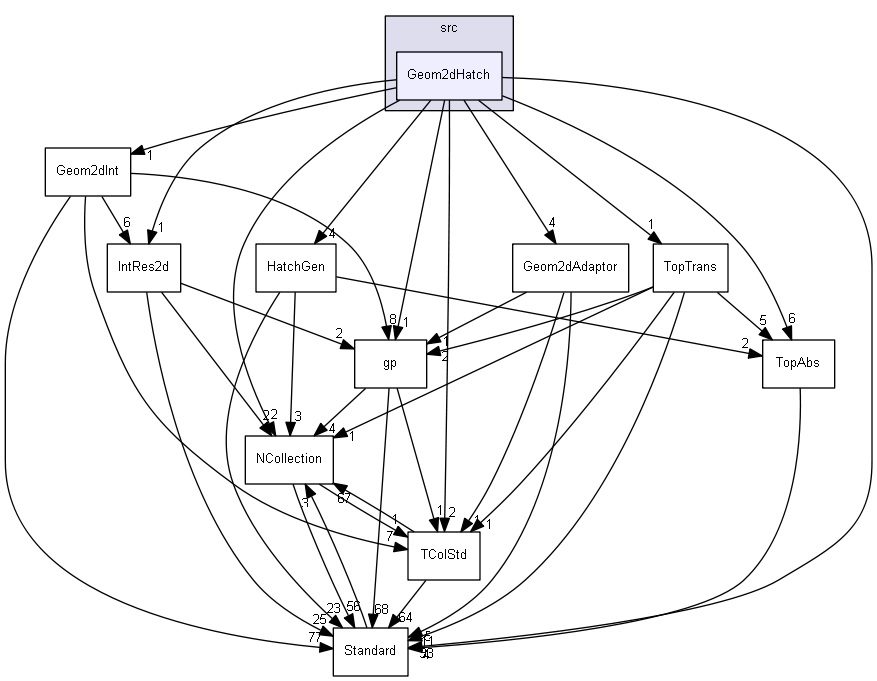 src
Geom2dHatch
1
Geom2dInt
6
1
4
4
1
IntRes2d
HatchGen
Geom2dAdaptor
TopTrans
8
1
5
6
2
1
2
2
gp
TopAbs
22
3
4
1
NCollection
3
67
1
1
2
1
1
7
TColStd
23
56
68
64
25
77
Standard